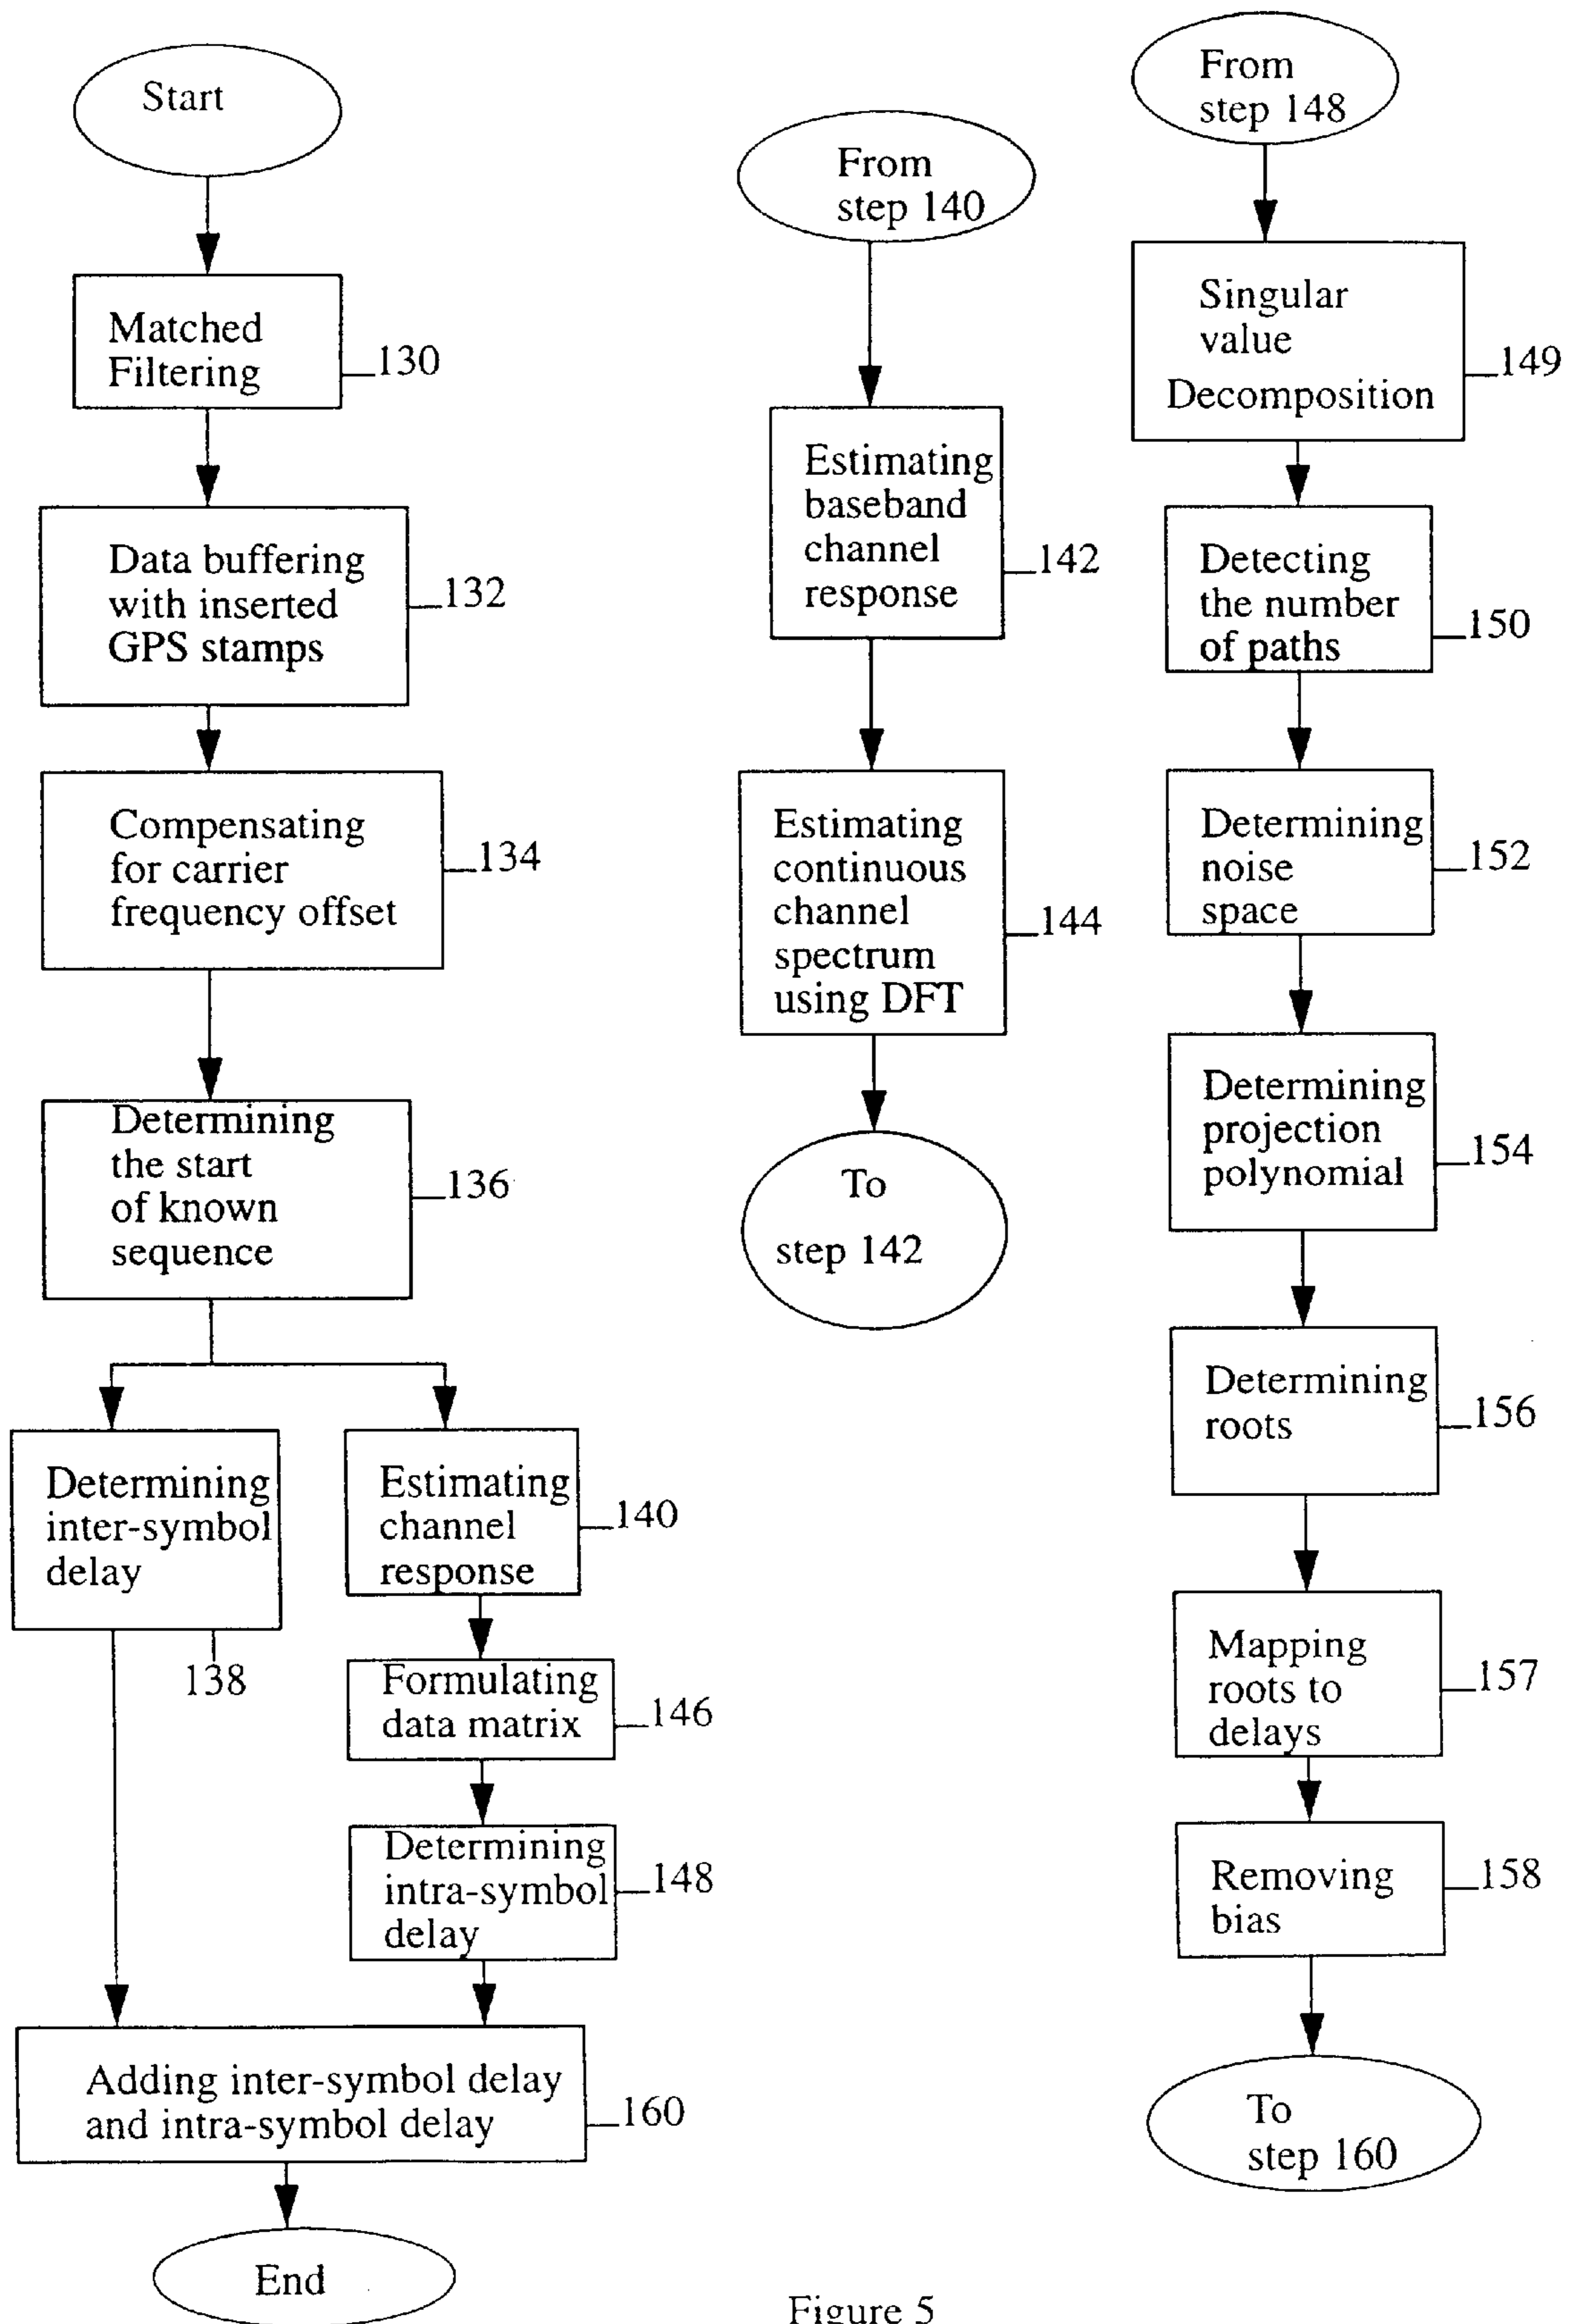 Start
Matched
Filtering
130
Data buffering
with inserted
GPS stamps
132
Compensating
for carrier
frequency offset
134
Determining
the start
of known
sequence
136
Determining
inter-symbol
delay
138
Estimating
channel
response
140
Formulating
data matrix
146
Determining
intra-symbol
delay
148
Adding inter-symbol delay
and intra-symbol delay
160
End
From
step 140
Estimating
baseband
channel
response
142
Estimating
continuous
channel
spectrum
using DFT
144
To
step 142
From
step 148
Singular
value
Decomposition
149
Detecting
the number
of paths
150
Determining
noise
space
152
Determining
projection
polynomial
154
Determining
roots
156
Mapping
roots to
delays
157
Removing
bias
158
To
step 160
Figure 5